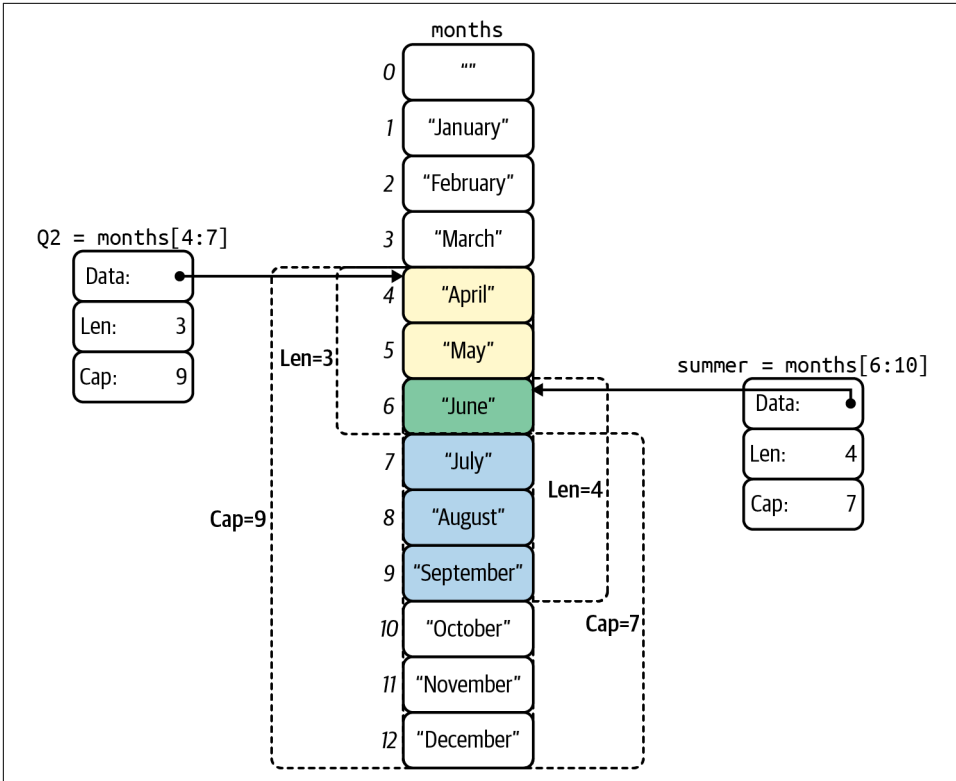 months
0 “”
1 “January”
2 “February”
3 “March”
Q2 = months[4:7]
Data:
Len: 3
Cap: 9
4 “April”
5 “May”
Len=3
summer = months[6:10]
Data:
Len: 4
Cap: 7
6 “June”
7 “July”
Len=4
8 “August”
Cap=9
9 “September”
10 “October”
Cap=7
11 “November”
12 “December”